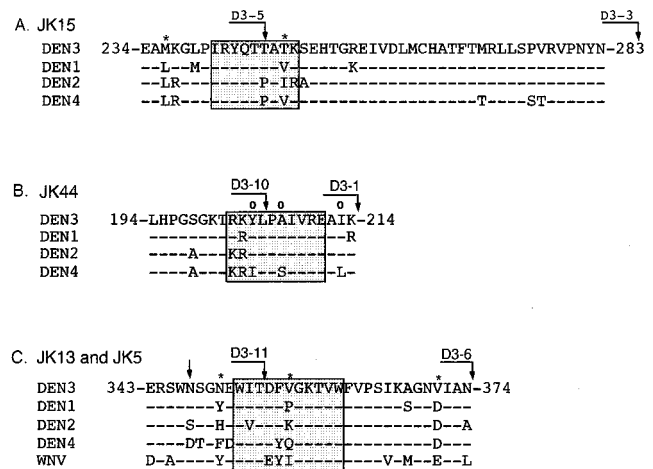 A. JK15
D3-5 D3-3
* *
DEN3 234-EAMKGLPIRYQTTATKSEHTGREIVDLMCHATFTMRLLSPVRVPNYN-283
DEN1 --L--M--------V------K-------------------------
DEN2 --LR--------P-IRA------------------------------
DEN4 --LR--------P-V-------------------T----ST------
B. JK44
D3-10 D3-1
o o o
DEN3 194-LHPGSGKTRKYLPAIVREAIK-214
DEN1 ---------R----------R
DEN2 ----A---KR-----------
DEN4 ----A---KRI--S-----L-
C. JK13 and JK5
D3-11 D3-6
* * *
DEN3 343-ERSWNSGNEWITDFVGKTVWFVPSIKAGNVIAN-374
DEN1 -------Y------P-----------S--D---
DEN2 ----S--H--V---K--------------D--A
DEN4 ----DT-FD----YQ--------------D---
WNV D-A----Y----EYI---------V-M--E--L